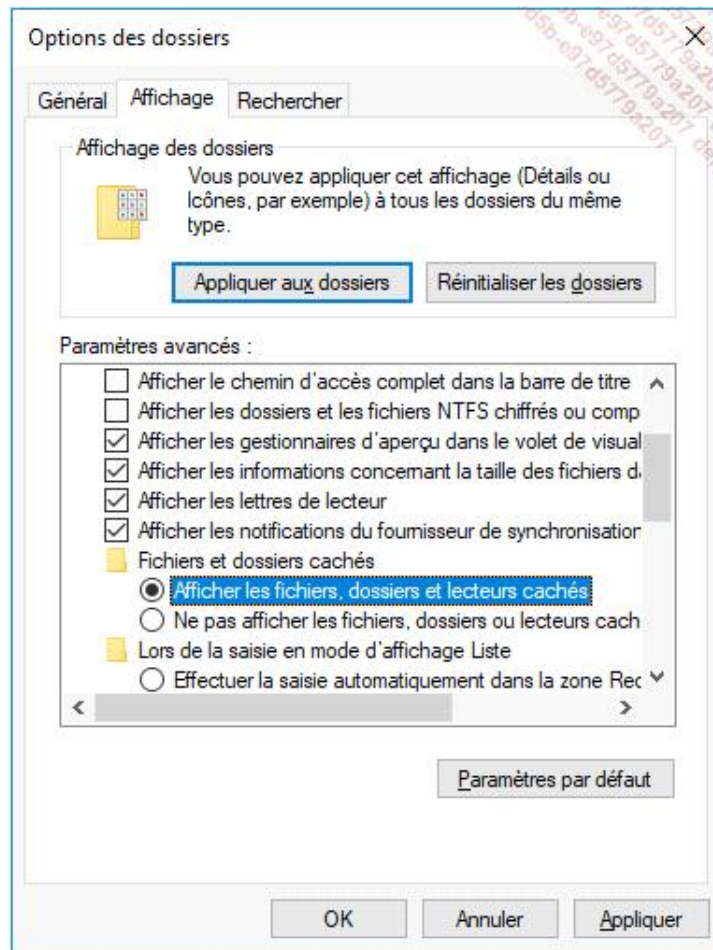 Options des dossiers
Général Affichage Rechercher
Affichage des dossiers
Vous pouvez appliquer cet affichage (Détails ou
Icônes, par exemple) à tous les dossiers du même
type.
Appliquer aux dossiers Réinitialiser les dossiers
Paramètres avancés :
Afficher le chemin d'accès complet dans la barre de titre
Afficher les dossiers et les fichiers NTFS chiffrés ou comp
Afficher les gestionnaires d'aperçu dans le volet de visual
Afficher les informations concernant la taille des fichiers da
Afficher les lettres de lecteur
Afficher les notifications du fournisseur de synchronisation
Fichiers et dossiers cachés
Afficher les fichiers, dossiers et lecteurs cachés
Ne pas afficher les fichiers, dossiers ou lecteurs cach
Lors de la saisie en mode d'affichage Liste
Effectuer la saisie automatiquement dans la zone Rec
Paramètres par défaut
OK Annuler Appliquer